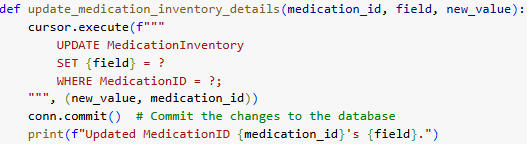 def update_medication_inventory_details(medication_id, field, new_value):
    cursor.execute(f"""
        UPDATE MedicationInventory
        SET {field} = ?
        WHERE MedicationID = ?;
    """, (new_value, medication_id))
    conn.commit()  # Commit the changes to the database
    print(f"Updated MedicationID {medication_id}'s {field}.")